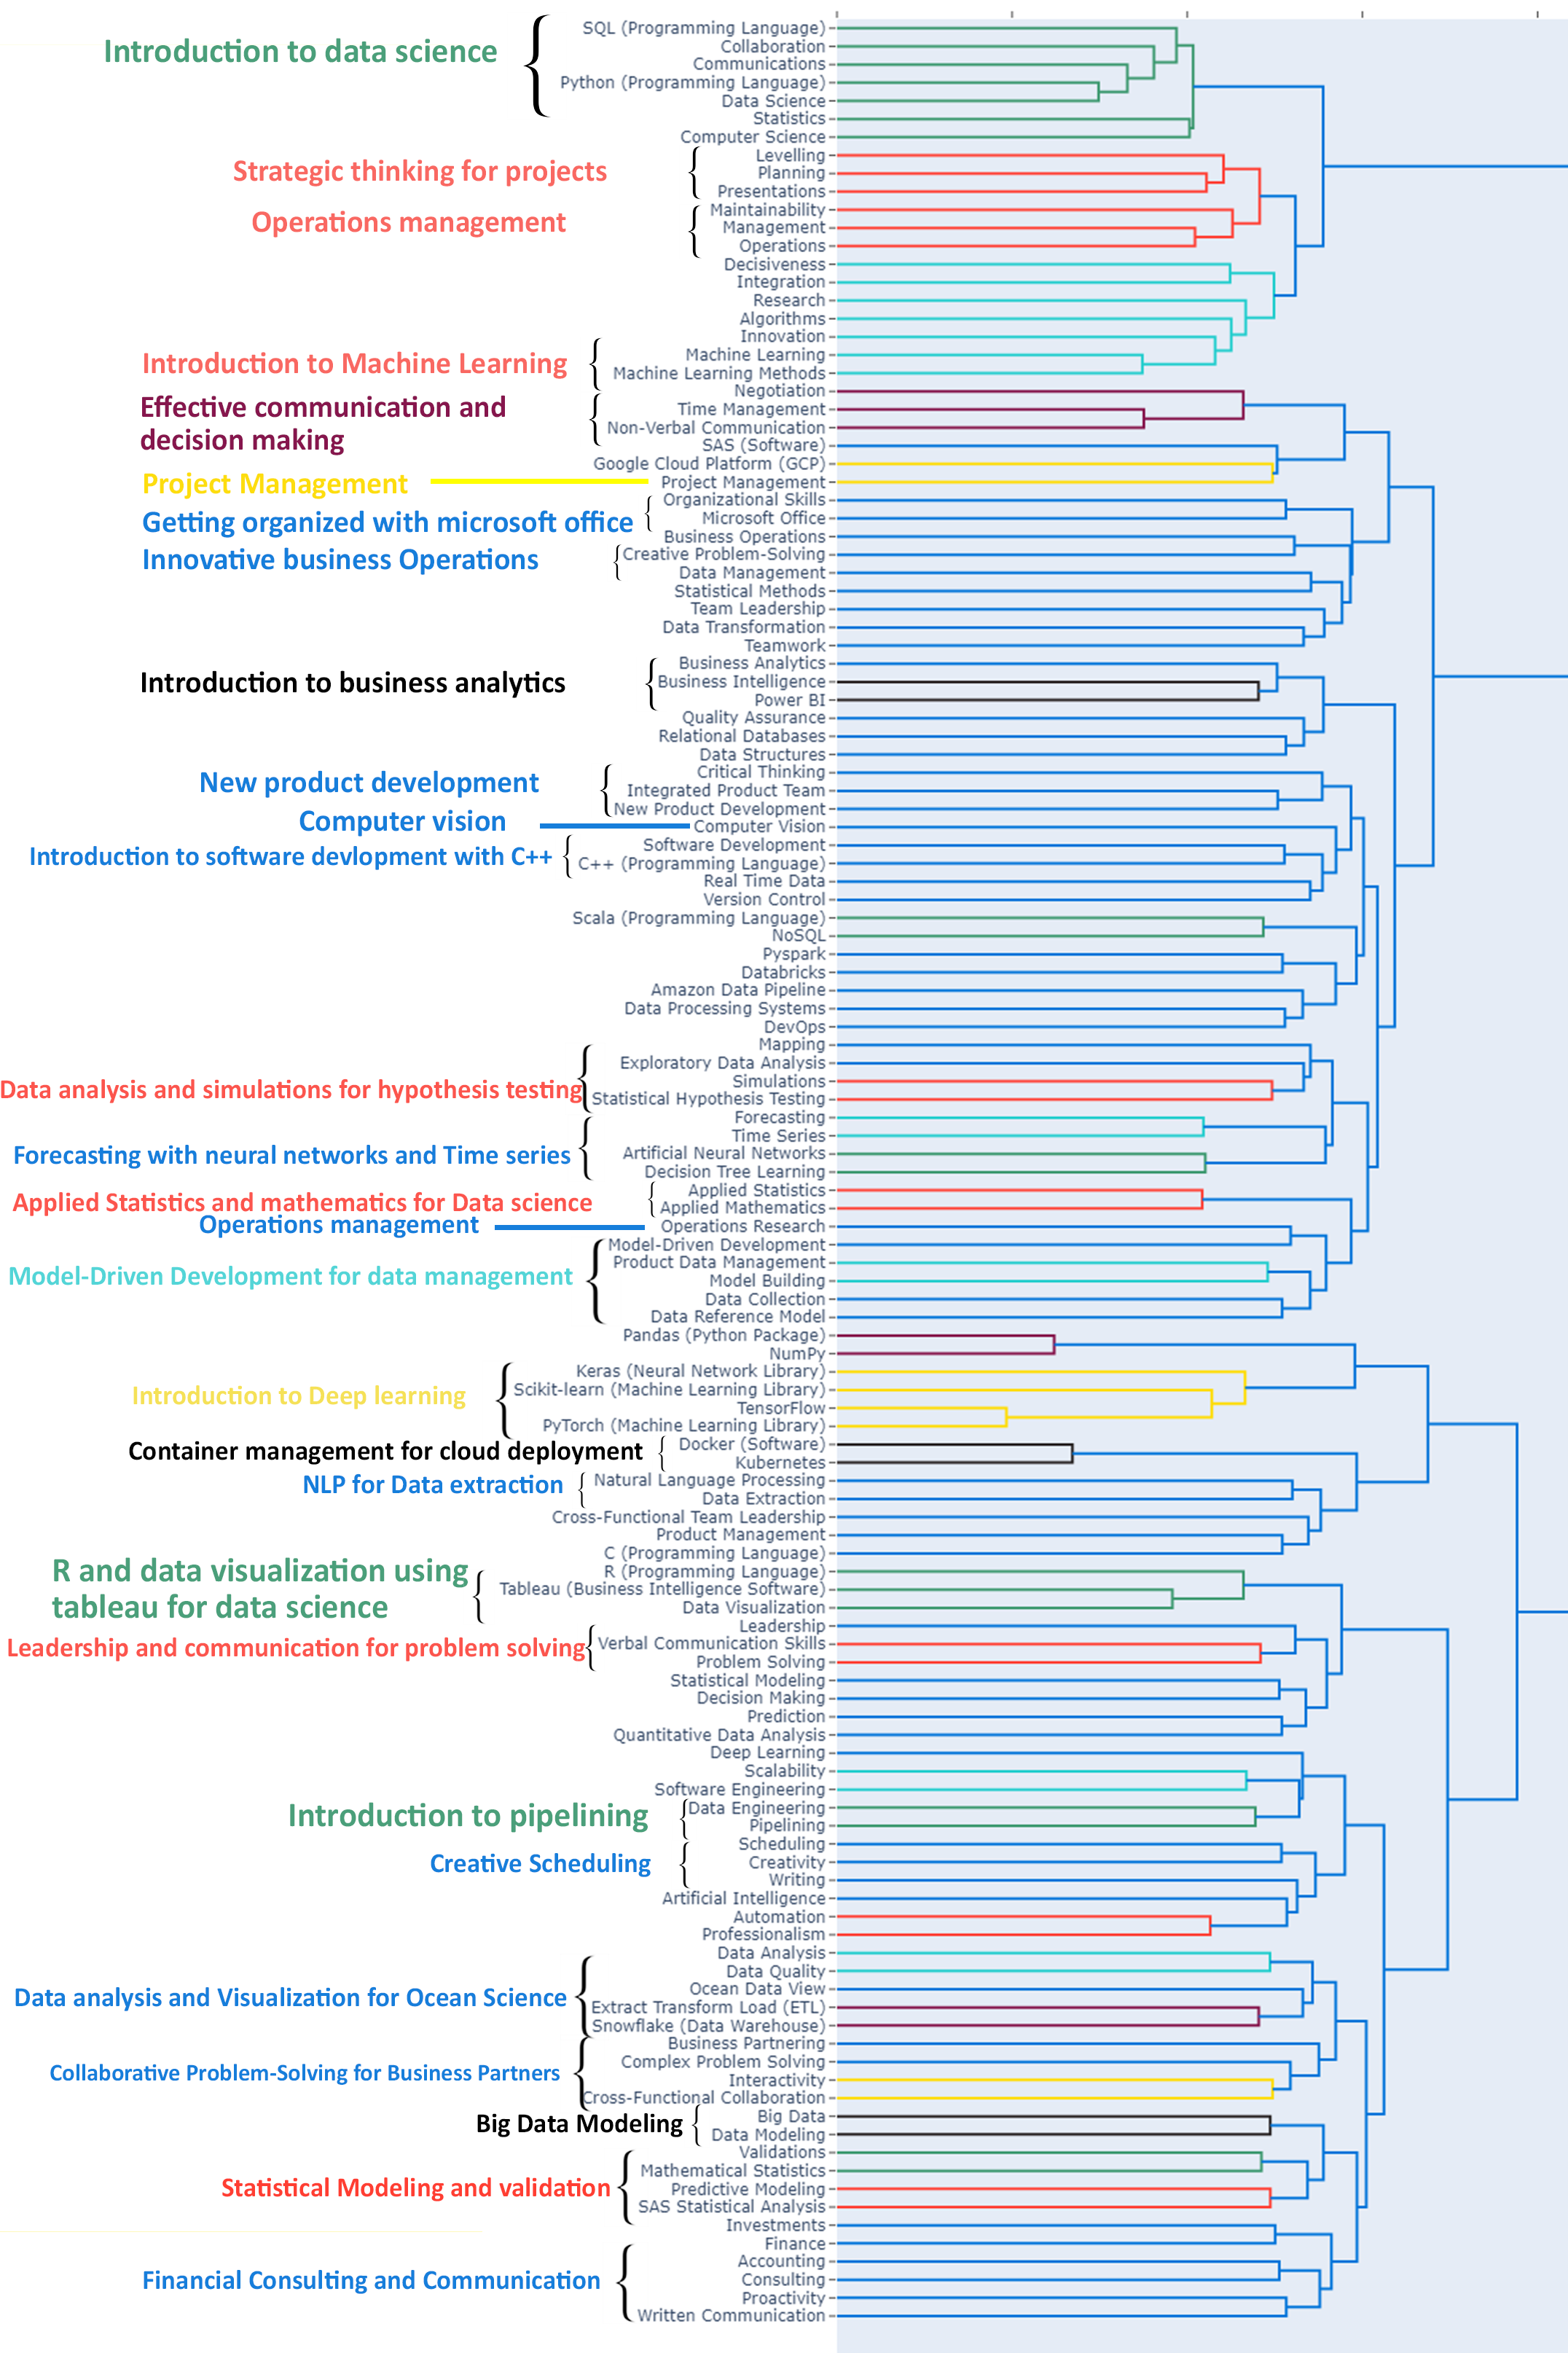 SQL (Programming Language)
Introduction to data science
Collaboration
Communications
Python (Programming Language)
Data Science
Statistics
Computer Science
Levelling
Strategic thinking for projects
Planning
Presentations
Maintainability
Operations management
Management
Operations
Decisiveness
Integration
Research
Algorithms
Innovation
Machine Learning
Introduction to Machine Learning
Machine Learning Methods
Negotiation
Effective communication and
decision making
Time Management
Non-Verbal Communication
SAS (Software)
Google Cloud Platform (GCP)
Project Management
Project Management
Organizational Skills
Getting organized with microsoft office
Microsoft Office
Business Operations
Innovative business Operations
Creative Problem-Solving
Data Management
Statistical Methods
Team Leadership
Data Transformation
Teamwork
Business Analytics
Introduction to business analytics
Business Intelligence
Power BI
Quality Assurance
Relational Databases
Data Structures
Critical Thinking
New product development
Integrated Product Team
New Product Development
Computer vision
Computer Vision
Software Development
Introduction to software devlopment with C++
C++ (Programming Language)
Real Time Data
Version Control
Scala (Programming Language)
NoSQL
Pyspark
Databricks
Amazon Data Pipeline
Data Processing Systems
DevOps
Mapping
Exploratory Data Analysis
Data analysis and simulations for hypothesis testing
Simulations
Statistical Hypothesis Testing
Forecasting
Time Series
Forecasting with neural networks and Time series
Artificial Neural Networks
Decision Tree Learning
Applied Statistics
Applied Statistics and mathematics for Data science
Applied Mathematics
Operations management
Operations Research
Model-Driven Development
Product Data Management
Model-Driven Development for data management
Model Building
Data Collection
Data Reference Model
Pandas (Python Package)
NumPy
Keras (Neural Network Library)
Introduction to Deep learning
Scikit-learn (Machine Learning Library)
TensorFlow
PyTorch (Machine Learning Library)
Container management for cloud deployment
Docker (Software)
Kubernetes
NLP for Data extraction
Natural Language Processing
Data Extraction
Cross-Functional Team Leadership
Product Management
C (Programming Language)
R and data visualization using
tableau for data science
R (Programming Language)
Tableau (Business Intelligence Software)
Data Visualization
Leadership
Leadership and communication for problem solving
Verbal Communication Skills
Problem Solving
Statistical Modeling
Decision Making
Prediction
Quantitative Data Analysis
Deep Learning
Scalability
Software Engineering
Introduction to pipelining
Data Engineering
Pipelining
Scheduling
Creative Scheduling
Creativity
Writing
Artificial Intelligence
Automation
Professionalism
Data Analysis
Data Quality
Ocean Data View
Data analysis and Visualization for Ocean Science
Extract Transform Load (ETL)
Snowflake (Data Warehouse)
Business Partnering
Complex Problem Solving
Collaborative Problem-Solving for Business Partners
Interactivity
Cross-Functional Collaboration
Big Data
Big Data Modeling
Data Modeling
Validations
Mathematical Statistics
Statistical Modeling and validation
Predictive Modeling
SAS Statistical Analysis
Investments
Finance
Accounting
Financial Consulting and Communication
Consulting
Proactivity
Written Communication